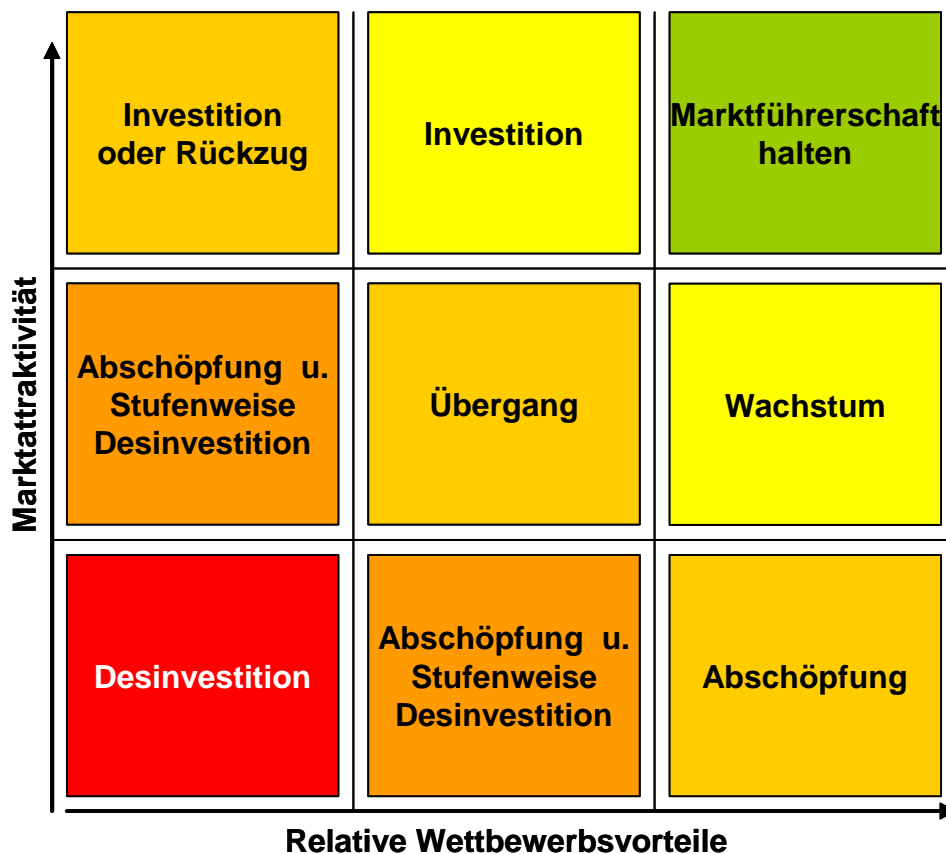 Investition
oder Rückzug
Investition
Marktführerschaft
halten
Marktattraktivität
Abschöpfung u.
Stufenweise
Desinvestition
Übergang
Wachstum
Desinvestition
Abschöpfung u.
Stufenweise
Desinvestition
Abschöpfung
Relative Wettbewerbsvorteile